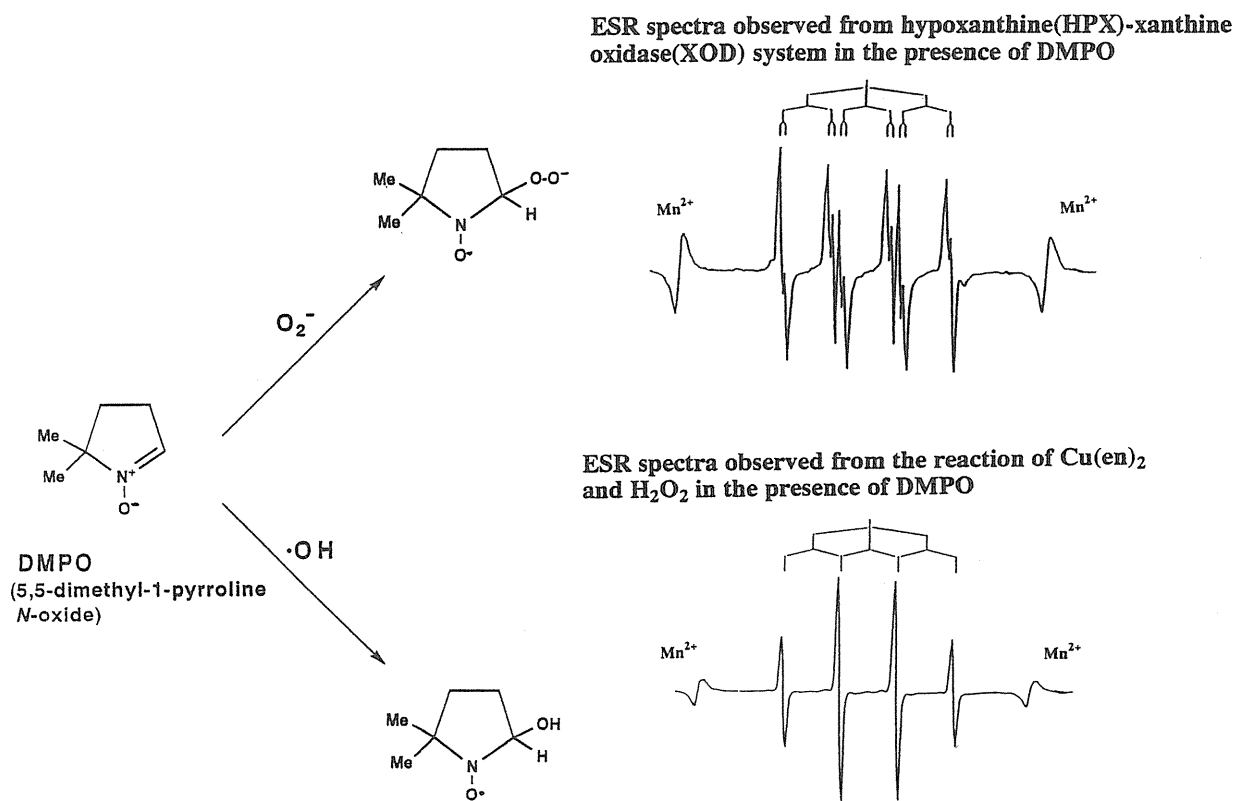 ESR spectra observed from hypoxanthine(HPX)-xanthine
oxidase(XOD) system in the presence of DMPO
Me
Me
N
O•
O-O⁻
H
Mn²⁺
Mn²⁺
O₂⁻
Me
Me
N⁺
O⁻
DMPO
(5,5-dimethyl-1-pyrroline
N-oxide)
·OH
ESR spectra observed from the reaction of Cu(en)₂
and H₂O₂ in the presence of DMPO
Mn²⁺
Mn²⁺
Me
Me
N
O•
OH
H